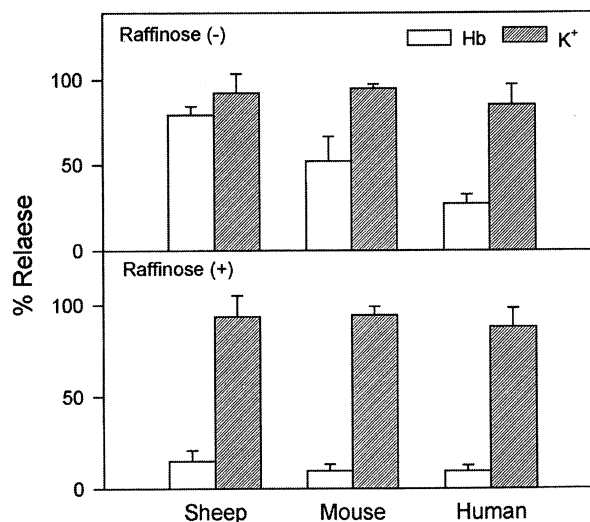 Raffinose (-)
Hb
K+
100
50
0
% Relaese
Raffinose (+)
100
50
0
Sheep
Mouse
Human